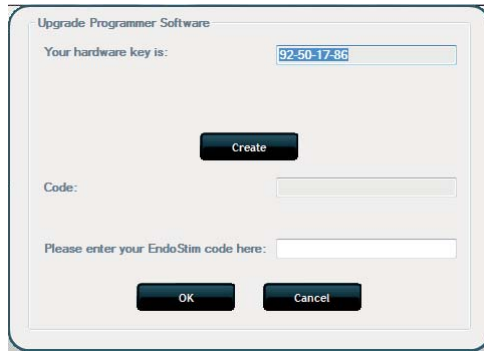 Upgrade Programmer Software
Your hardware key is: 92-50-17-86
Create
Code:
Please enter your EndoStim code here:
OK Cancel